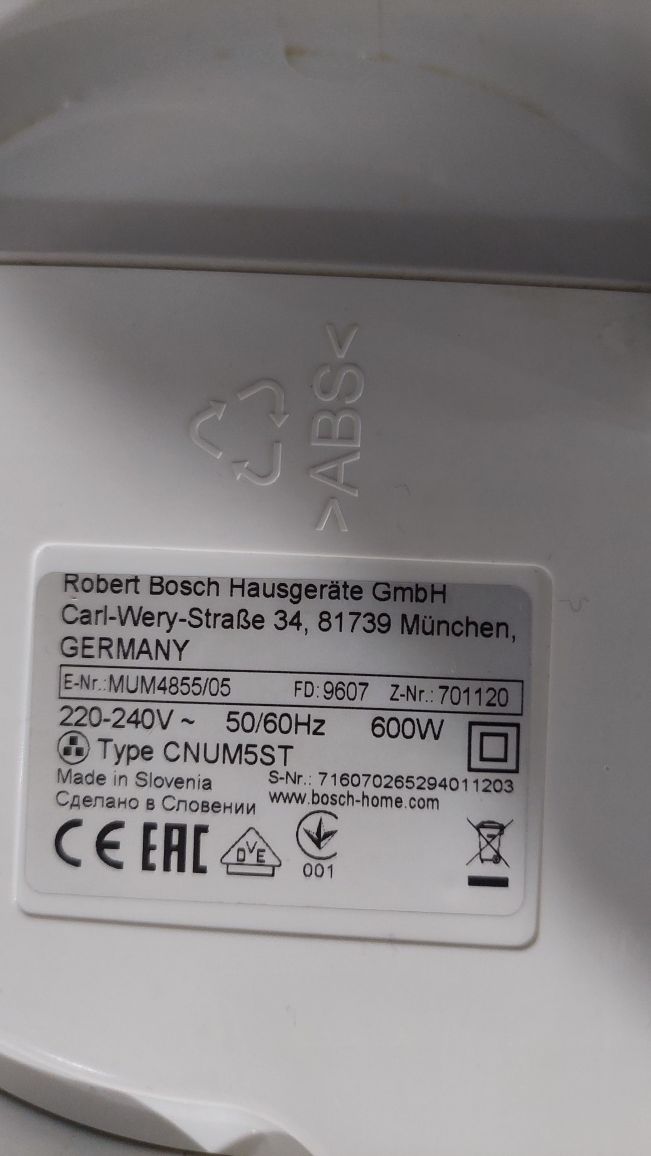 >ABS<
Robert Bosch Hausgeräte GmbH
Carl-Wery-Straße 34, 81739 München,
GERMANY
E-Nr.:MUM4855/05 FD:9607 Z-Nr.:701120
220-240V ~ 50/60Hz 600W
Type CNUM5ST
Made in Slovenia S-Nr.: 716070265294011203
Сделано в Словении www.bosch-home.com
CE EAC DVE 001